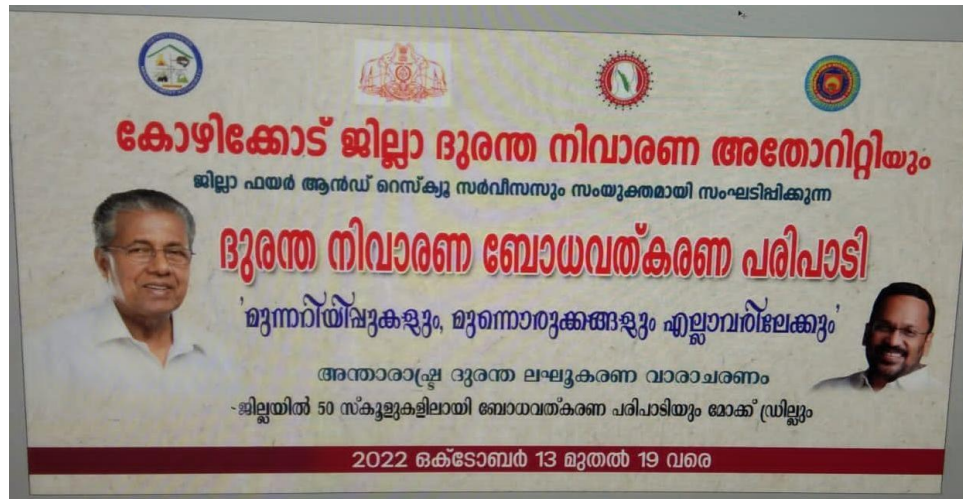 കോഴിക്കോട് ജില്ലാ ദുരന്ത നിവാരണ അതോറിറ്റിയും
ജില്ലാ ഫയർ ആൻഡ് റെസ്ക്യൂ സർവീസസും സംയുക്തമായി സംഘടിപ്പിക്കുന്ന
ദുരന്ത നിവാരണ ബോധവത്കരണ പരിപാടി
'മുന്നറിയിപ്പുകളും, മുന്നൊരുക്കങ്ങളും എല്ലാവരിലേക്കും'
അന്താരാഷ്ട്ര ദുരന്ത ലഘൂകരണ വാരാചരണം
-ജില്ലയിൽ 50 സ്കൂളുകളിലായി ബോധവത്കരണ പരിപാടിയും മോക്ക് ഡ്രില്ലും
2022 ഒക്ടോബർ 13 മുതൽ 19 വരെ